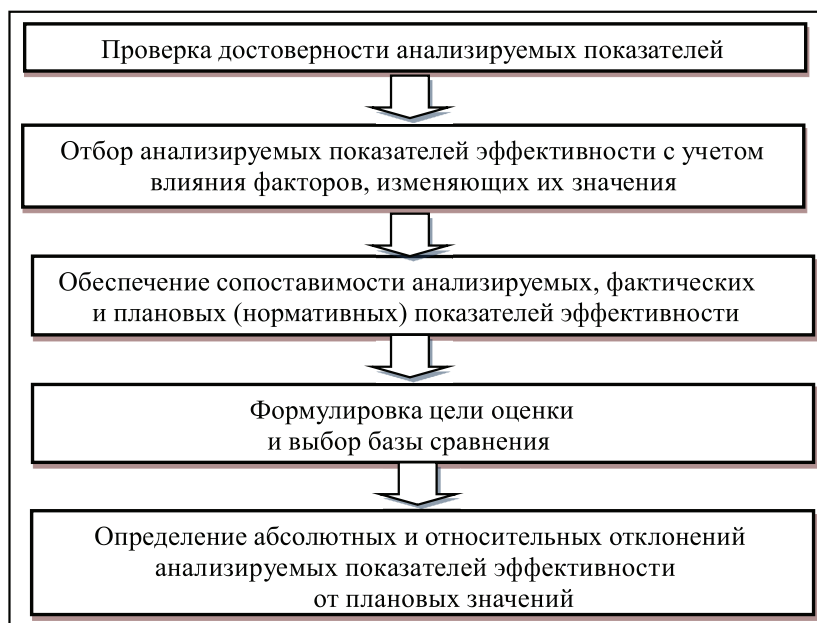 Проверка достоверности анализируемых показателей
Отбор анализируемых показателей эффективности с учетом
влияния факторов, изменяющих их значения
Обеспечение сопоставимости анализируемых, фактических
и плановых (нормативных) показателей эффективности
Формулировка цели оценки
и выбор базы сравнения
Определение абсолютных и относительных отклонений
анализируемых показателей эффективности
от плановых значений